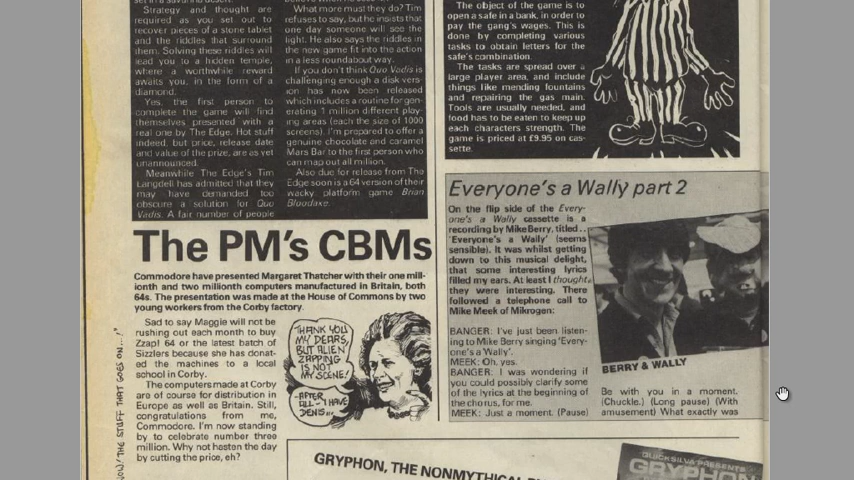 Strategy and thought are
required as you set out to
recover pieces of a stone tablet
and the riddles that surround
them. Solving these riddles will
lead you to a hidden temple,
where a worthwhile reward
awaits you, in the form of a
diamond.
Yes, the first person to
complete the game will find
themselves presented with a
real one by The Edge. Hot stuff
indeed, but price, release date
and value of the prize, are as yet
unannounced.
Meanwhile The Edge's Tim
Langdell has admitted that they
may have demanded too
obscure a solution for Quo
Vadis. A fair number of people
What more must they do? Tim
refuses to say, but he insists that
one day someone will see the
light. He also says the riddles in
the new game fit into the action
in a less roundabout way.
If you don't think Quo Vadis is
challenging enough a disk vers-
ion has now been released
which includes a routine for gen-
erating 1 million different play-
ing areas (each the size of 1000
screens). I'm prepared to offer a
genuine chocolate and caramel
Mars Bar to the first person who
can map out all million.
Also due for release from The
Edge soon is a 64 version of their
wacky platform game Brian
Bloodaxe.
The object of the game is to
open a safe in a bank, in order to
pay the gang's wages. This is
done by completing various
tasks to obtain letters for the
safe's combination.
The tasks are spread over a
large player area, and include
things like mending fountains
and repairing the gas main.
Tools are usually needed, and
food has to be eaten to keep up
each characters strength. The
game is priced at £9.95 on cas-
sette.
The PM's CBMs
Commodore have presented Margaret Thatcher with their one mill-
ionth and two millionth computers manufactured in Britain, both
64s. The presentation was made at the House of Commons by two
young workers from the Corby factory.
Sad to say Maggie will not be
rushing out each month to buy
Zzap! 64 or the latest batch of
Sizzlers because she has donat-
ed the machines to a local
school in Corby.
The computers made at Corby
are of course for distribution in
Europe as well as Britain. Still,
congratulations from me,
Commodore. I'm now standing
by to celebrate number three
million. Why not hasten the day
by cutting the price, eh?
THANK YOU
MY DEARS,
BUT ALIEN
ZAPPING
IS NOT
MY SCENE!
-AFTER
ALL- I HAVE
DENIS...
THE STUFF THAT GOES ON...!"
Everyone's a Wally part 2
On the flip side of the Every-
one's a Wally cassette is a
recording by Mike Berry, titled..
'Everyone's a Wally' (seems
sensible). It was whilst getting
down to this musical delight,
that some interesting lyrics
filled my ears. At least I thought
they were interesting. There
followed a telephone call to
Mike Meek of Mikrogen.
BANGER: I've just been listen-
ing to Mike Berry singing 'Every-
one's a Wally'.
MEEK: Oh, yes.
BANGER: I was wondering if
you could possibly clarify some
of the lyrics at the beginning of
the chorus, for me.
MEEK: Just a moment. (Pause)
BERRY & WALLY
Be with you in a moment.
(Chuckle.) (Long pause) (With
amusement) What exactly was
GRYPHON, THE NONMYTHICAL
QUICKSILVA PRESENTS
GRYPHON